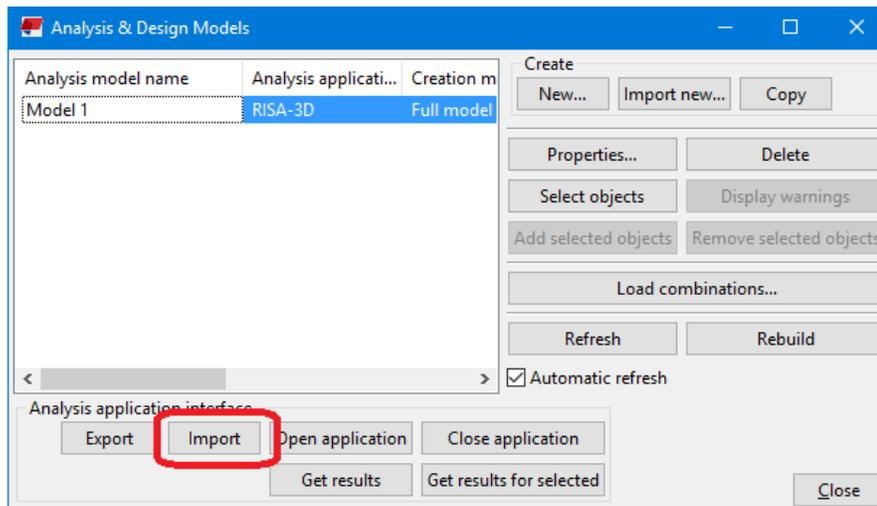 Analysis & Design Models
Analysis model name Analysis applicati... Creation m
Model 1 RISA-3D Full model
Create
New... Import new... Copy
Properties... Delete
Select objects Display warnings
Add selected objects Remove selected objects
Load combinations...
Refresh Rebuild
Automatic refresh
Analysis application interface
Export Import Open application Close application
Get results Get results for selected
Close